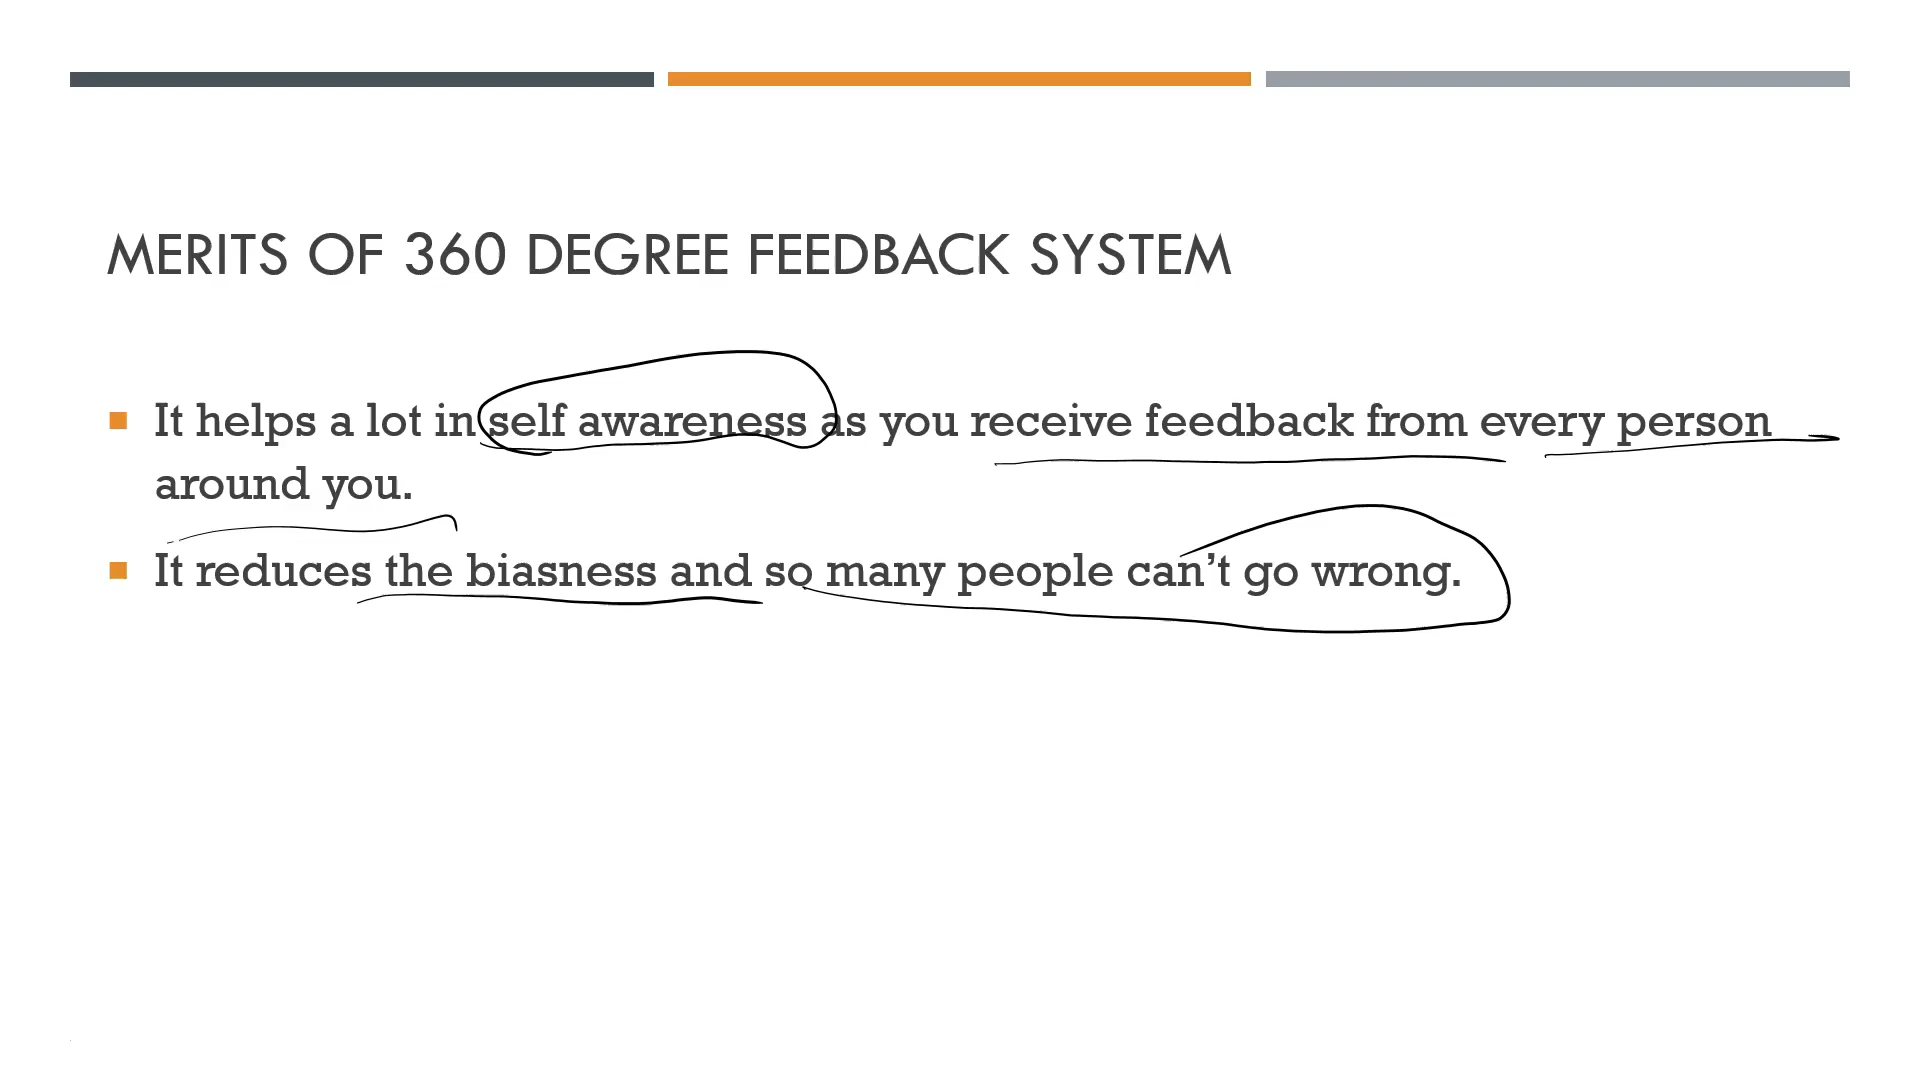 MERITS OF 360 DEGREE FEEDBACK SYSTEM
It helps a lot in self awareness as you receive feedback from every person
around you.
It reduces the biasness and so many people can’t go wrong.